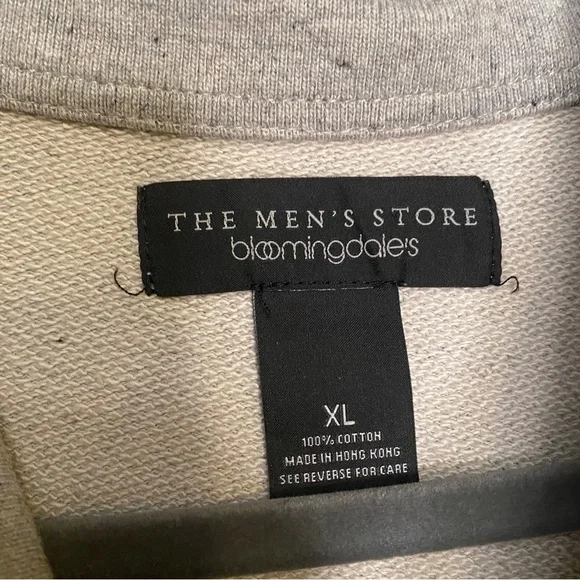 THE MEN'S STORE
bloomingdale's
XL
100% COTTON
MADE IN HONG KONG
SEE REVERSE FOR CARE